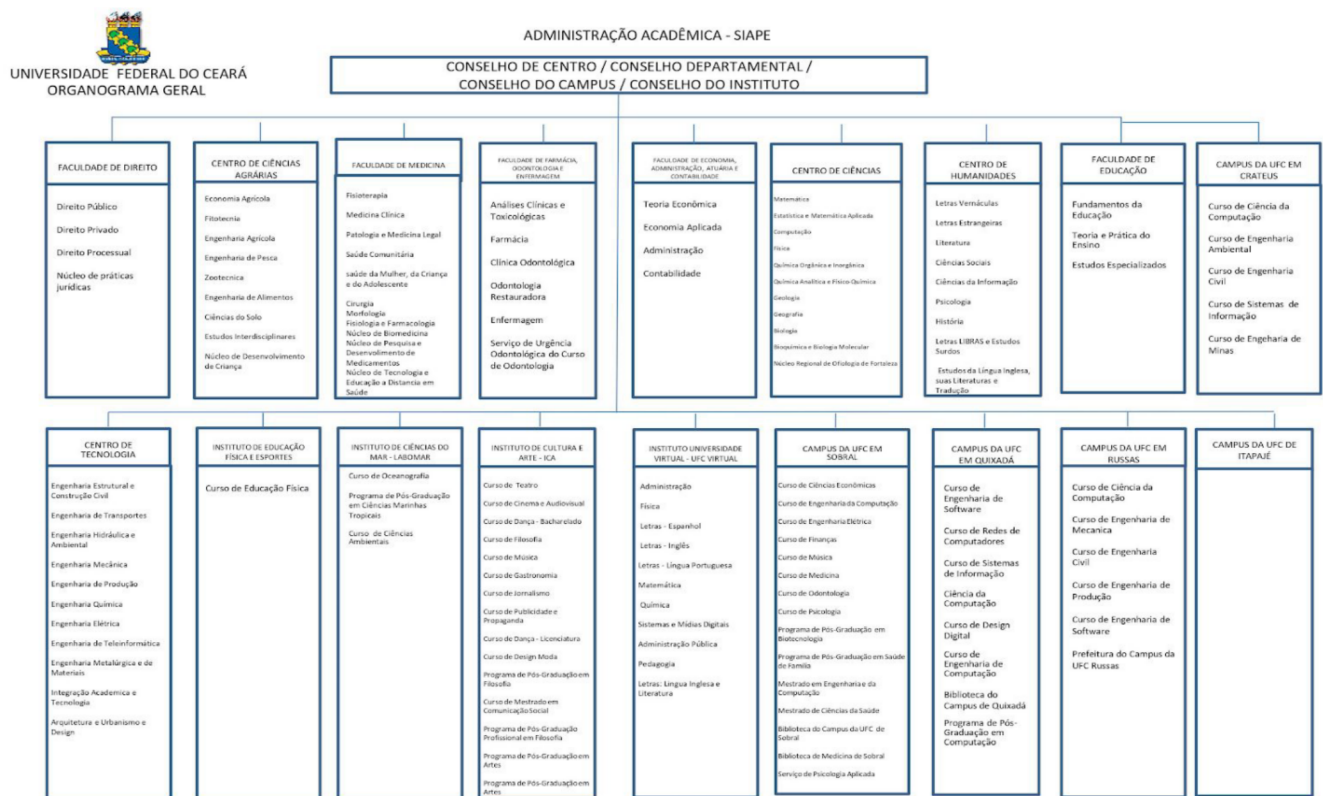 ADMINISTRAÇÃO ACADÊMICA - SIAPE
UNIVERSIDADE FEDERAL DO CEARÁ
ORGANOGRAMA GERAL
CONSELHO DE CENTRO / CONSELHO DEPARTAMENTAL /
CONSELHO DO CAMPUS / CONSELHO DO INSTITUTO
FACULDADE DE DIREITO
Direito Público
Direito Privado
Direito Processual
Núcleo de práticas
jurídicas
CENTRO DE CIÊNCIAS
AGRÁRIAS
Economia Agrícola
Fitotecnia
Engenharia Agrícola
Engenharia de Pesca
Zootecnica
Engenharia de Alimentos
Ciências do Solo
Estudos Interdisciplinares
Núcleo de Desenvolvimento
de Criança
FACULDADE DE MEDICINA
Fisioterapia
Medicina Clínica
Patologia e Medicina Legal
Saúde Comunitária
saúde da Mulher, da Criança
e do Adolescente
Cirurgia
Morfologia
Fisiologia e Farmacologia
Núcleo de Biomedicina
Núcleo de Pesquisa e
Desenvolimento de
Medicamentos
Núcleo de Tecnologia e
Educação a Distancia em
Saúde
FACULDADE DE FARMÁCIA,
ODONTOLOGIA E
ENFERMAGEM
Análises Clínicas e
Toxicológicas
Farmácia
Clínica Odontológica
Odontologia
Restauradora
Enfermagem
Serviço de Urgência
Odontológica do Curso
de Odontologia
FACULDADE DE ECONOMIA,
ADMINISTRAÇÃO, ATUÁRIA E
CONTABILIDADE
Teoria Econômica
Economia Aplicada
Administração
Contabilidade
CENTRO DE CIÊNCIAS
Matemática
Estatística e Matemática Aplicada
Computação
Física
Química Orgânica e Inorgânica
Química Analítica e Físico-Química
Geologia
Geografia
Biologia
Bioquímica e Biologia Molecular
Núcleo Regional de Ofiologia de Fortaleza
CENTRO DE
HUMANIDADES
Letras Vernáculas
Letras Estrangeiras
Literatura
Ciências Sociais
Ciências da Informação
Psicologia
História
Letras LIBRAS e Estudos
Surdos
Estudos da Língua Inglesa,
suas Literaturas e
Tradução
FACULDADE DE
EDUCAÇÃO
Fundamentos da
Educação
Teoria e Prática do
Ensino
Estudos Especializados
CAMPUS DA UFC EM
CRATEUS
Curso de Ciência da
Computação
Curso de Engenharia
Ambiental
Curso de Engenharia
Civil
Curso de Sistemas de
Informação
Curso de Engeharia de
Minas
CENTRO DE
TECNOLOGIA
Engenharia Estrutural e
Construção Civil
Engenharia de Transportes
Engenharia Hidráulica e
Ambiental
Engenharia Mecânica
Engenharia de Produção
Engenharia Química
Engenharia Elétrica
Engenharia de Teleinformática
Engenharia Metalúrgica e de
Materiais
Integração Academica e
Tecnologia
Arquitetura e Urbanismo e
Design
INSTITUTO DE EDUCAÇÃO
FÍSICA E ESPORTES
Curso de Educação Física
INSTITUTO DE CIÊNCIAS DO
MAR - LABOMAR
Curso de Oceanografia
Programa de Pós-Graduação
em Ciências Marinhas
Tropicais
Curso de Ciências
Ambientais
INSTITUTO DE CULTURA E
ARTE - ICA
Curso de Teatro
Curso de Cinema e Audiovisual
Curso de Dança - Bacharelado
Curso de Filosofia
Curso de Música
Curso de Gastronomia
Curso de Jornalismo
Curso de Publicidade e
Propaganda
Curso de Dança - Licenciatura
Curso de Design Moda
Programa de Pós-Graduação em
Filosofia
Curso de Mestrado em
Comunicação Social
Programa de Pós-Graduação
Profissional em Filosofia
Programa de Pós-Graduação em
Artes
Programa de Pós-Graduação em
Artes
INSTITUTO UNIVERSIDADE
VIRTUAL - UFC VIRTUAL
Administração
Física
Letras - Espanhol
Letras - Inglês
Letras - Língua Portuguesa
Matemática
Química
Sistemas e Mídias Digitais
Administração Pública
Pedagogia
Letras: Língua Inglesa e
Literatura
CAMPUS DA UFC EM
SOBRAL
Curso de Ciências Econômicas
Curso de Engenharia da Computação
Curso de Engenharia Elétrica
Curso de Finanças
Curso de Música
Curso de Medicina
Curso de Odontologia
Curso de Psicologia
Programa de Pós-Graduação em
Biotecnologia
Programa de Pós-Graduação em Saúde
de Família
Mestrado em Engenharia e da
Computação
Mestrado de Ciências da Saúde
Biblioteca do Campus da UFC de
Sobral
Biblioteca de Medicina de Sobral
Serviço de Psicologia Aplicada
CAMPUS DA UFC
EM QUIXADÁ
Curso de
Engenharia de
Software
Curso de Redes de
Computadores
Curso de Sistemas
de Informação
Ciência da
Computação
Curso de Design
Digital
Curso de
Engenharia de
Computação
Biblioteca do
Campus de Quixadá
Programa de Pós-
Graduação em
Computação
CAMPUS DA UFC EM
RUSSAS
Curso de Ciência da
Computação
Curso de Engenharia de
Mecanica
Curso de Engenharia
Civil
Curso de Engenharia de
Produção
Curso de Engenharia de
Software
Prefeitura do Campus da
UFC Russas
CAMPUS DA UFC DE
ITAPAJÉ